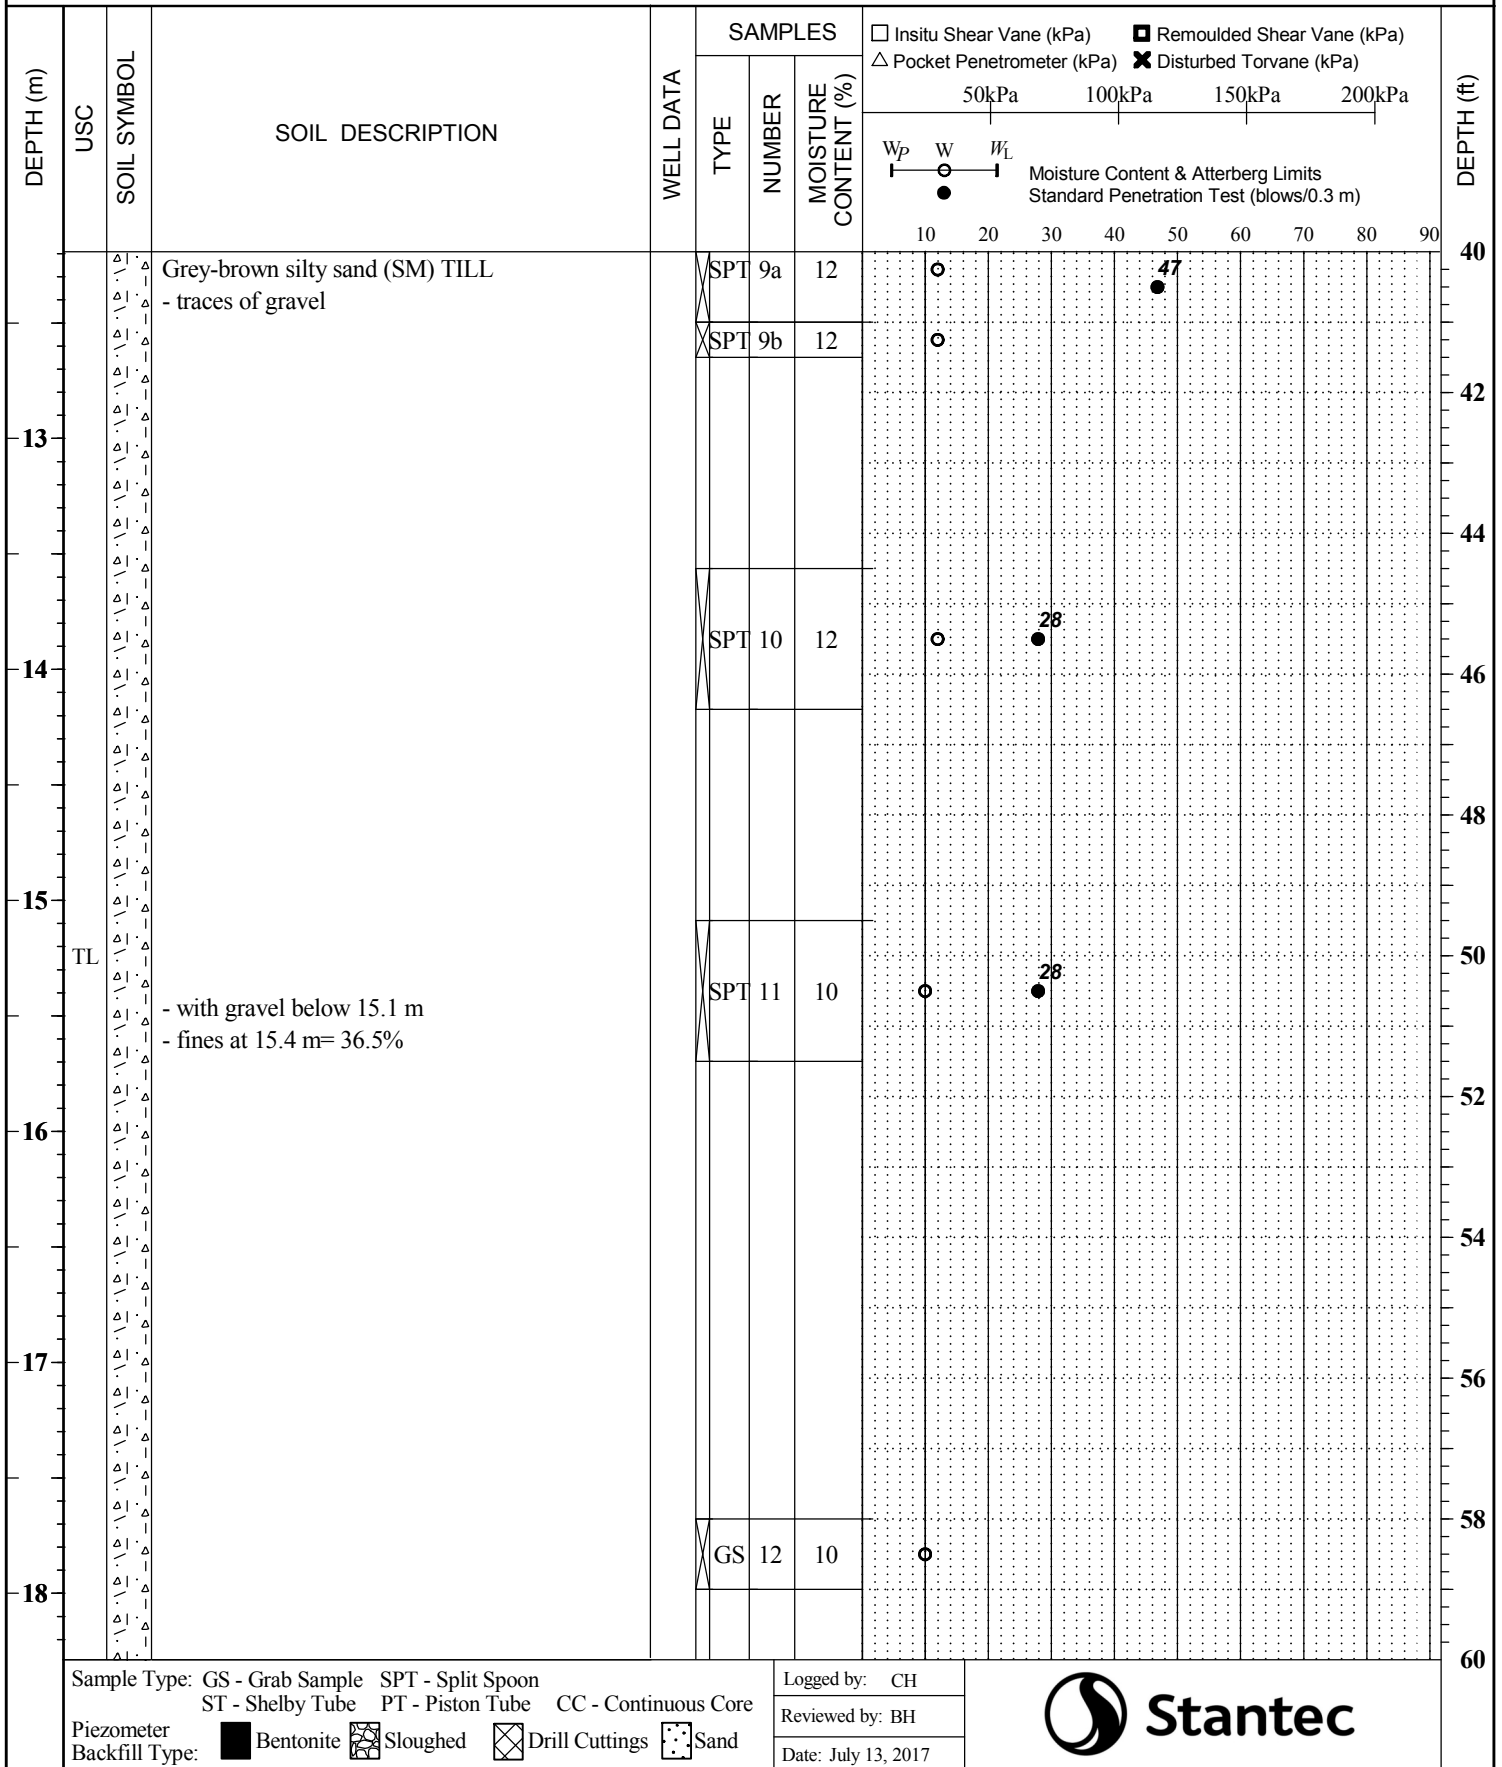 DEPTH (m)
USC
SOIL SYMBOL
SOIL DESCRIPTION
WELL DATA
SAMPLES
TYPE
NUMBER
MOISTURE
CONTENT (%)
Insitu Shear Vane (kPa) Remoulded Shear Vane (kPa)
Pocket Penetrometer (kPa) Disturbed Torvane (kPa)
50kPa 100kPa 150kPa 200kPa
WP W WL
Moisture Content & Atterberg Limits
Standard Penetration Test (blows/0.3 m)
10 20 30 40 50 60 70 80 90
DEPTH (ft)
40
Grey-brown silty sand (SM) TILL
- traces of gravel
SPT 9a 12
47
SPT 9b 12
42
13
44
28
SPT 10 12
14
46
48
15
TL
50
28
SPT 11 10
- with gravel below 15.1 m
- fines at 15.4 m= 36.5%
52
16
54
17
56
58
GS 12 10
18
60
Sample Type: GS - Grab Sample SPT - Split Spoon
ST - Shelby Tube PT - Piston Tube CC - Continuous Core
Piezometer
Backfill Type:
Bentonite Sloughed Drill Cuttings Sand
Logged by: CH
Reviewed by: BH
Date: July 13, 2017
Stantec